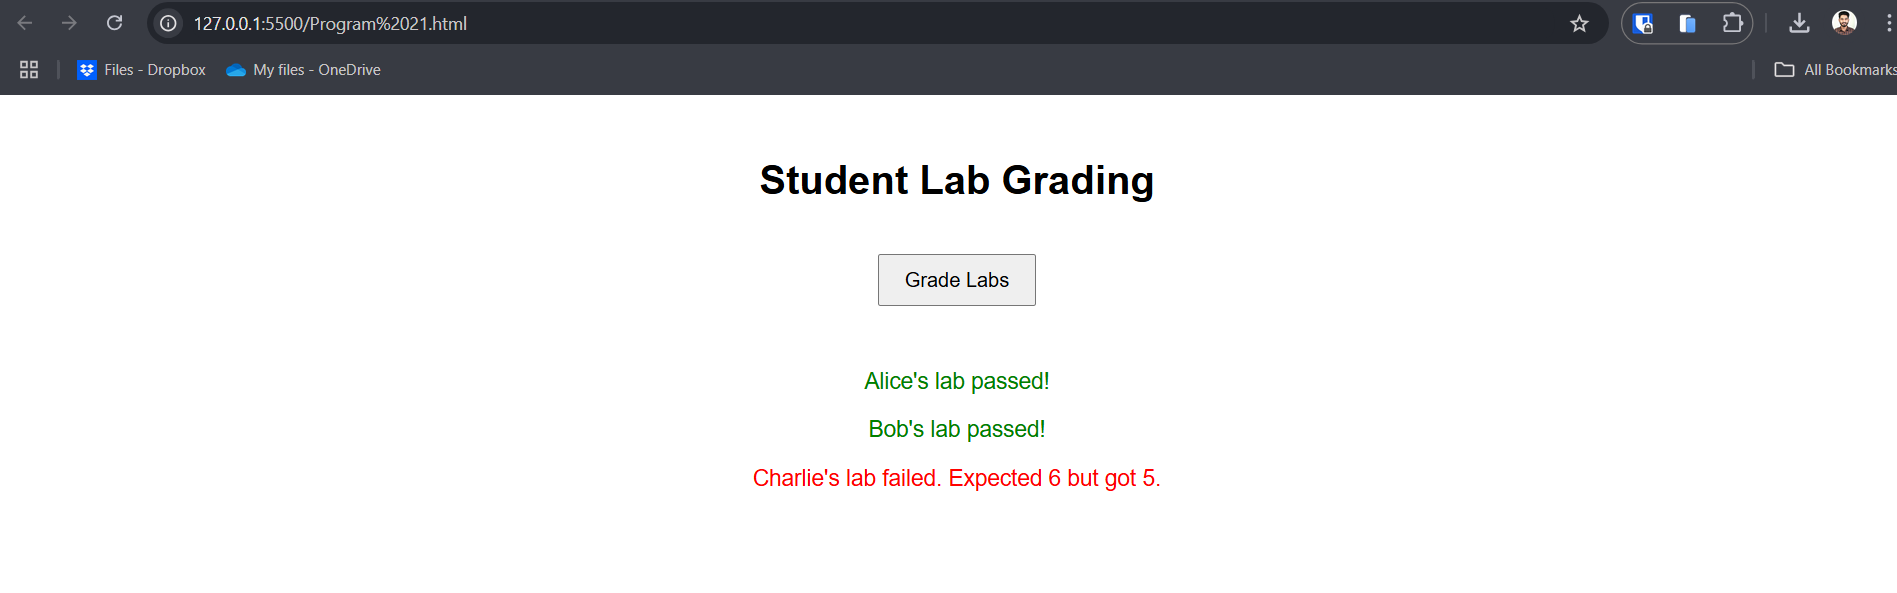 127.0.0.1:5500/Program%2021.html
Files - Dropbox
My files - OneDrive
All Bookmarks
Student Lab Grading
Grade Labs
Alice's lab passed!
Bob's lab passed!
Charlie's lab failed. Expected 6 but got 5.